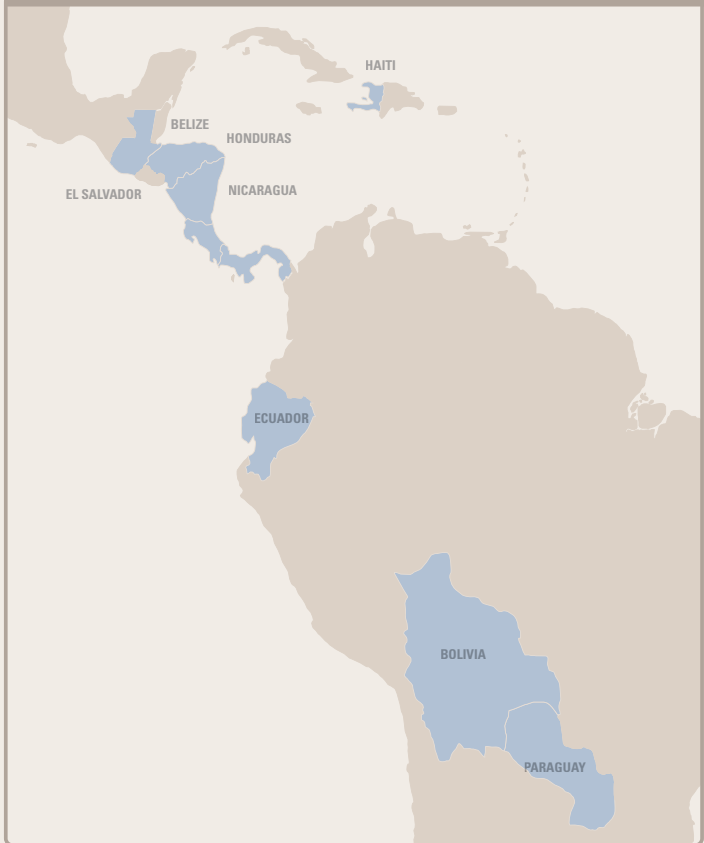 HAITI
BELIZE
HONDURAS
EL SALVADOR
NICARAGUA
ECUADOR
BOLIVIA
PARAGUAY